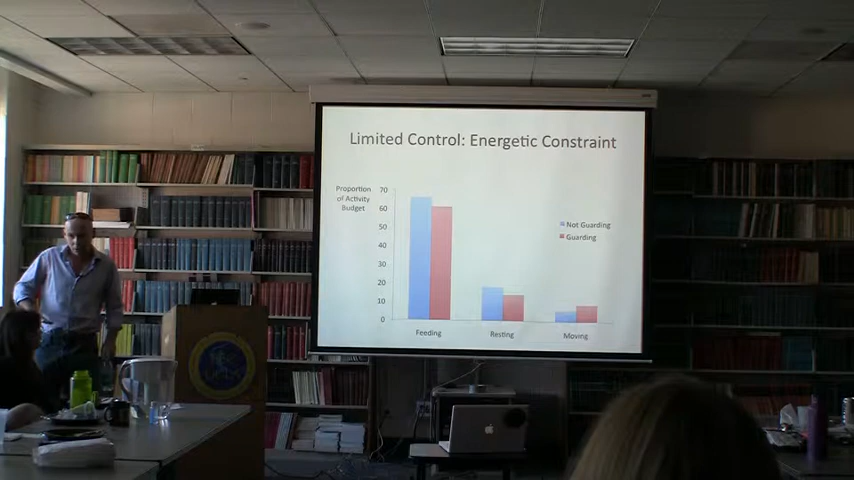 Limited Control: Energetic Constraint
Proportion
of Activity
Budget
70
60
50
40
30
20
10
0
Not Guarding
Guarding
Feeding
Resting
Moving